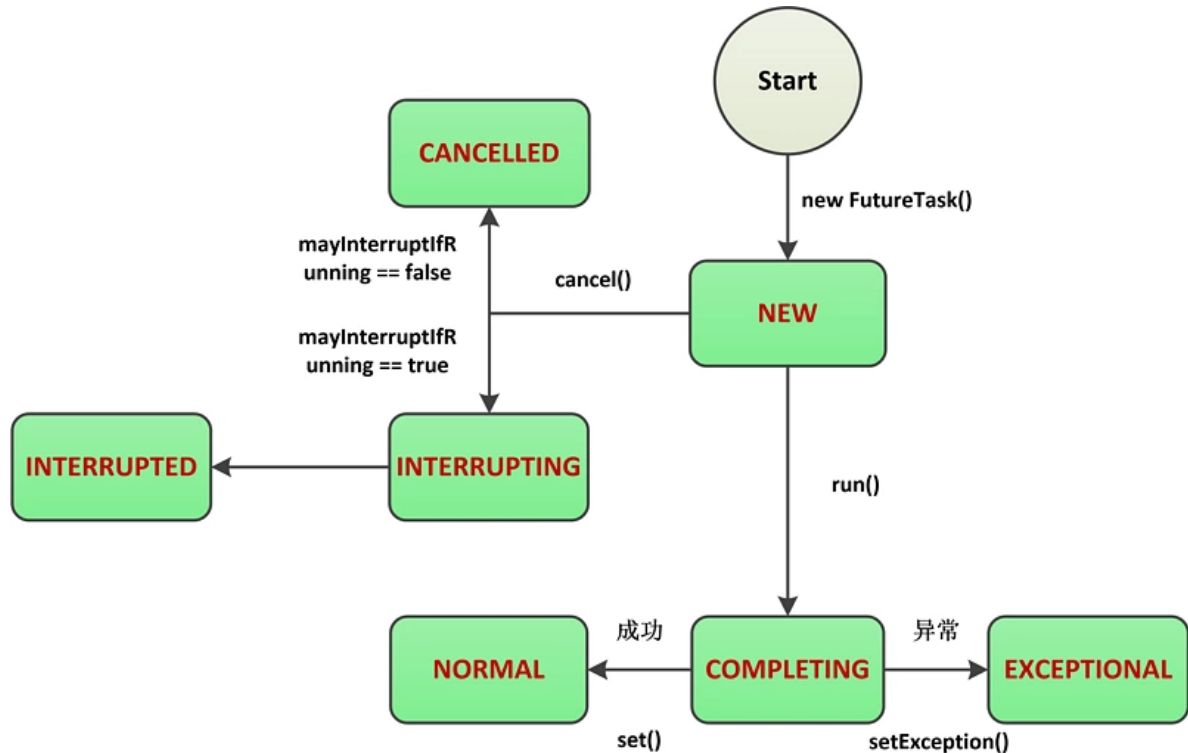 Start
CANCELLED
new FutureTask()
mayInterruptIfR
unning == false
cancel()
NEW
mayInterruptIfR
unning == true
INTERRUPTED
INTERRUPTING
run()
成功
异常
NORMAL
COMPLETING
EXCEPTIONAL
set()
setException()